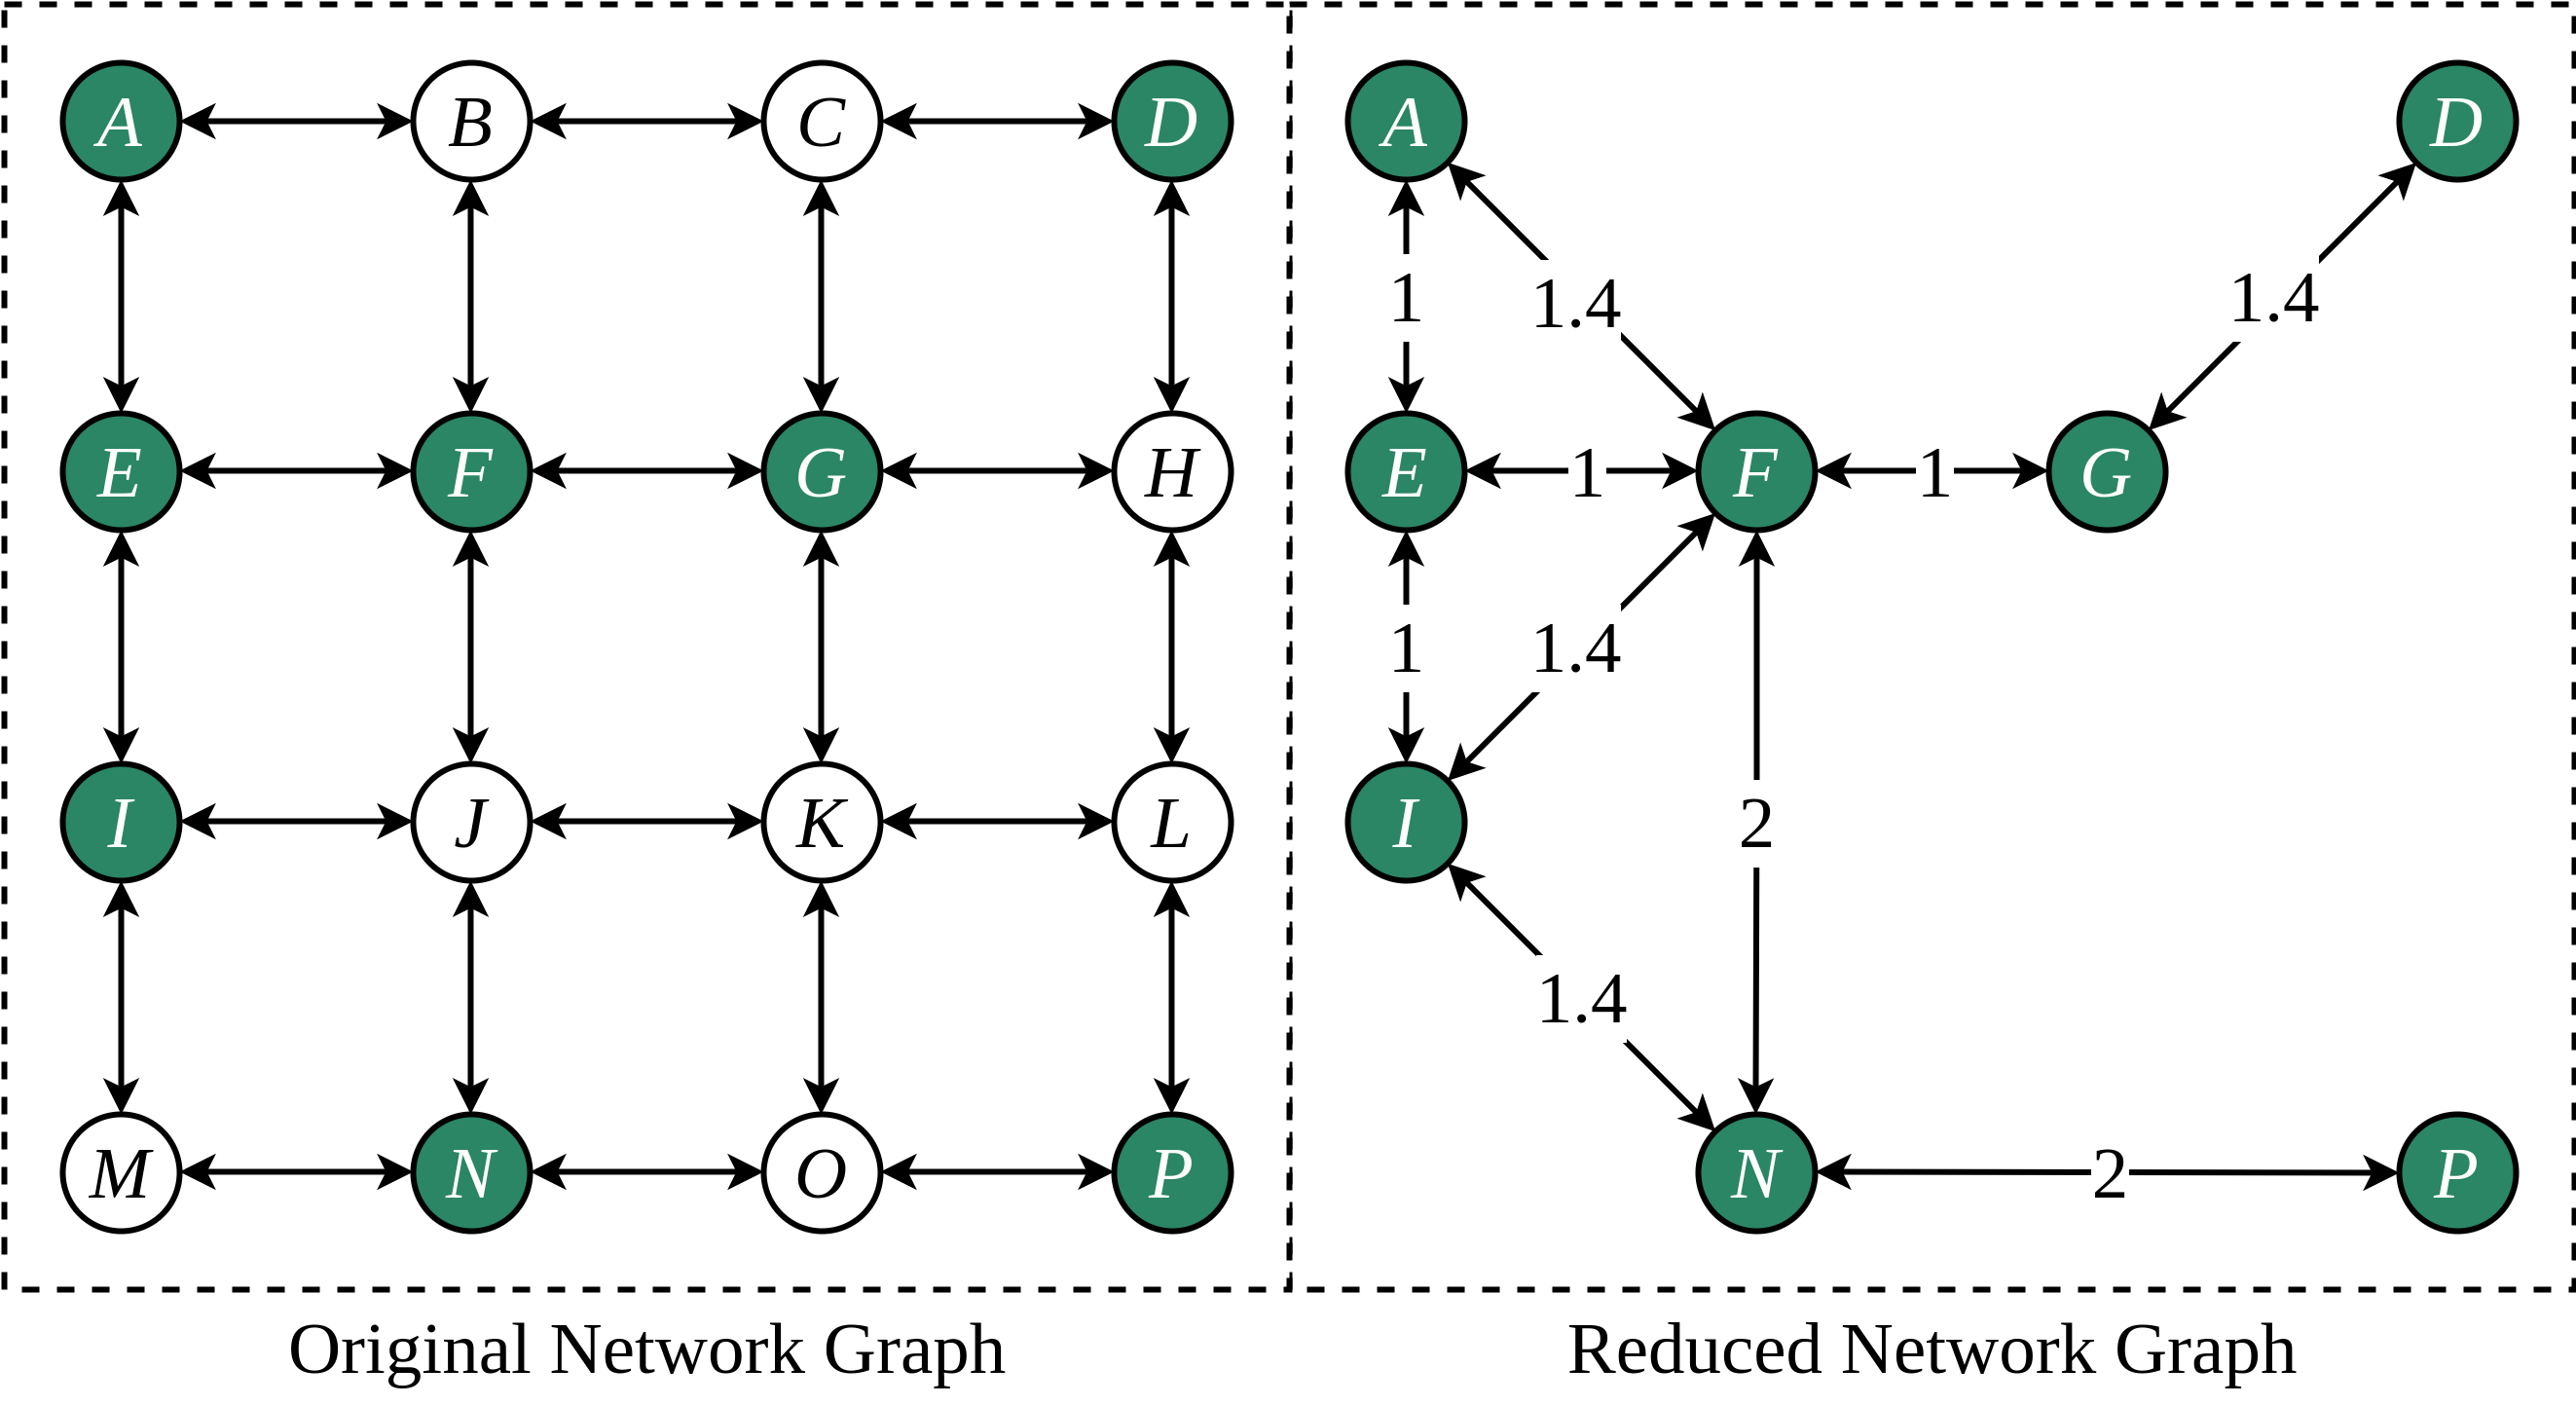 A B C D
E F G H
I J K L
M N O P
Original Network Graph
A D
1 1.4 1.4
E 1 F 1 G
1 1.4
I 2
1.4
N 2 P
Reduced Network Graph